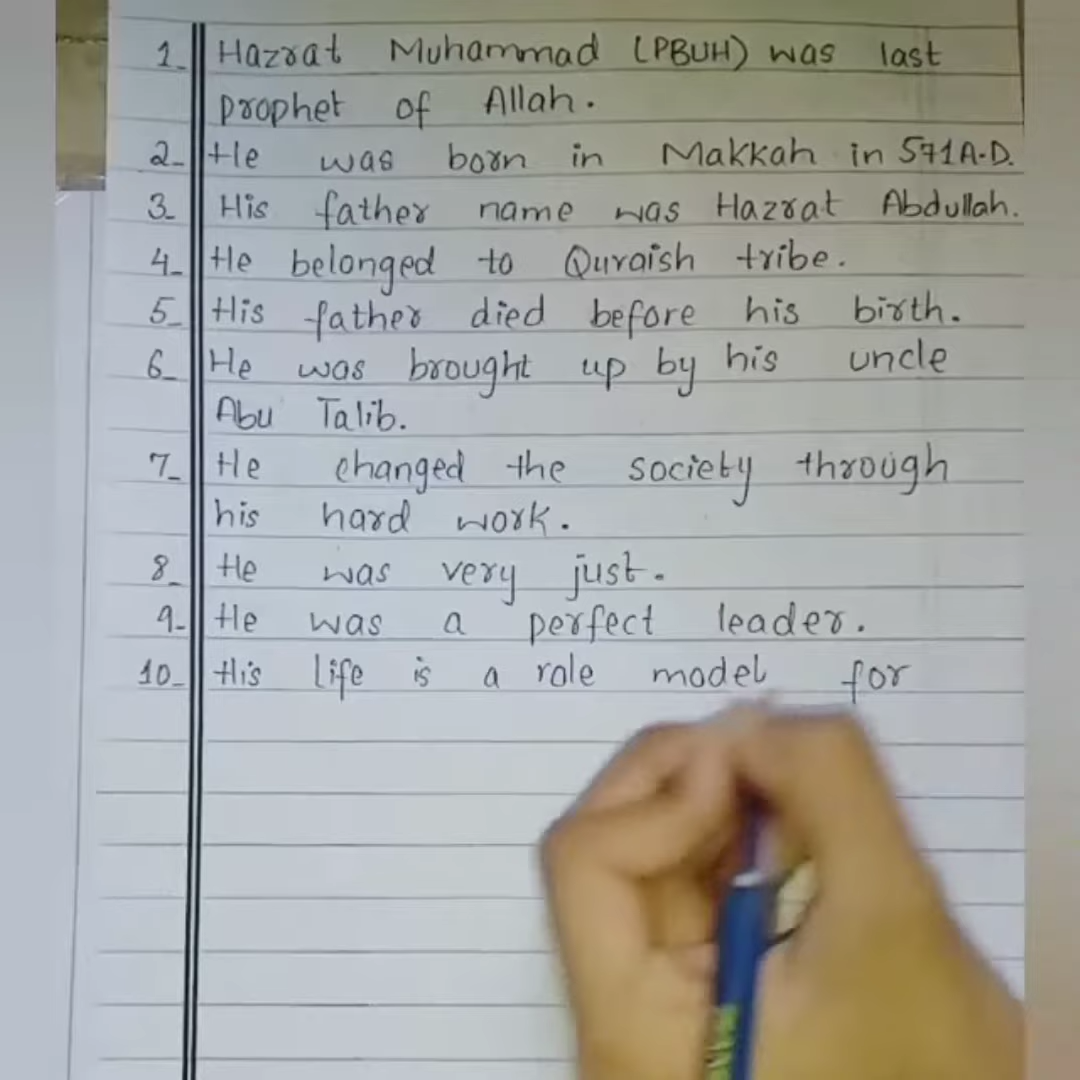 1_ Hazrat Muhammad (PBUH) was last
prophet of Allah.
2_ He was born in Makkah in 571A.D.
3_ His father name was Hazrat Abdullah.
4_ He belonged to Quraish tribe.
5_ His father died before his birth.
6_ He was brought up by his uncle
Abu Talib.
7_ He changed the society through
his hard work.
8_ He was very just.
9_ He was a perfect leader.
10_ His life is a role model for